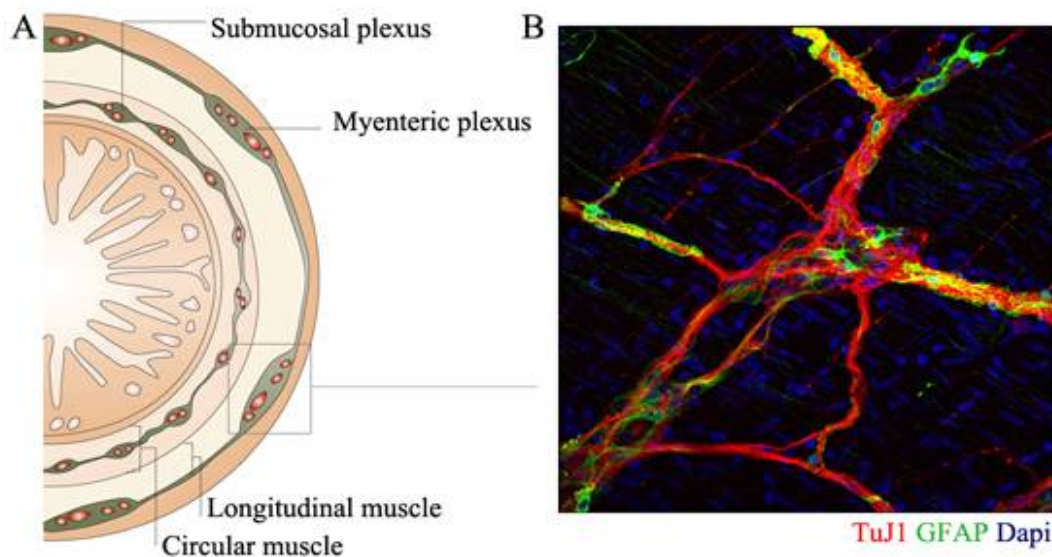 A
Submucosal plexus
Myenteric plexus
Longitudinal muscle
Circular muscle
B
TuJ1 GFAP Dapi